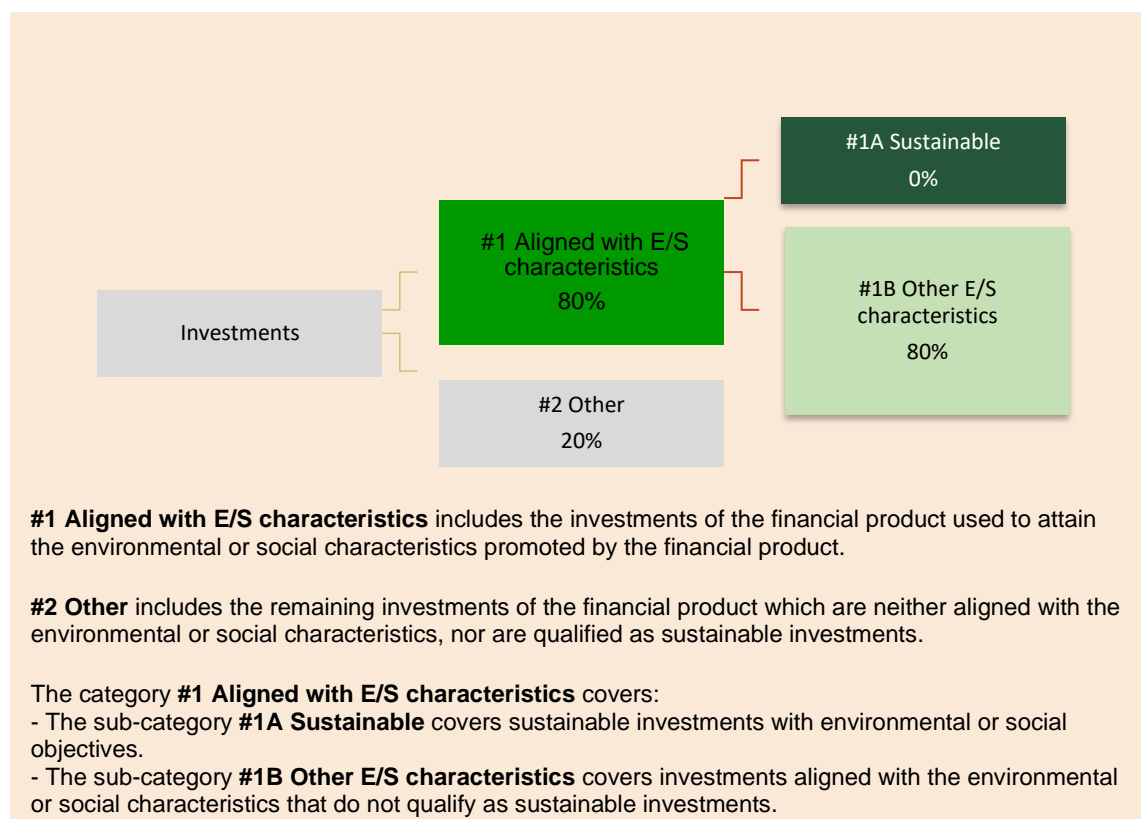 #1A Sustainable
0%
#1 Aligned with E/S
characteristics
80%
#1B Other E/S
characteristics
80%
Investments
#2 Other
20%
#1 Aligned with E/S characteristics includes the investments of the financial product used to attain
the environmental or social characteristics promoted by the financial product.
#2 Other includes the remaining investments of the financial product which are neither aligned with the
environmental or social characteristics, nor are qualified as sustainable investments.
The category #1 Aligned with E/S characteristics covers:
- The sub-category #1A Sustainable covers sustainable investments with environmental or social
objectives.
- The sub-category #1B Other E/S characteristics covers investments aligned with the environmental
or social characteristics that do not qualify as sustainable investments.